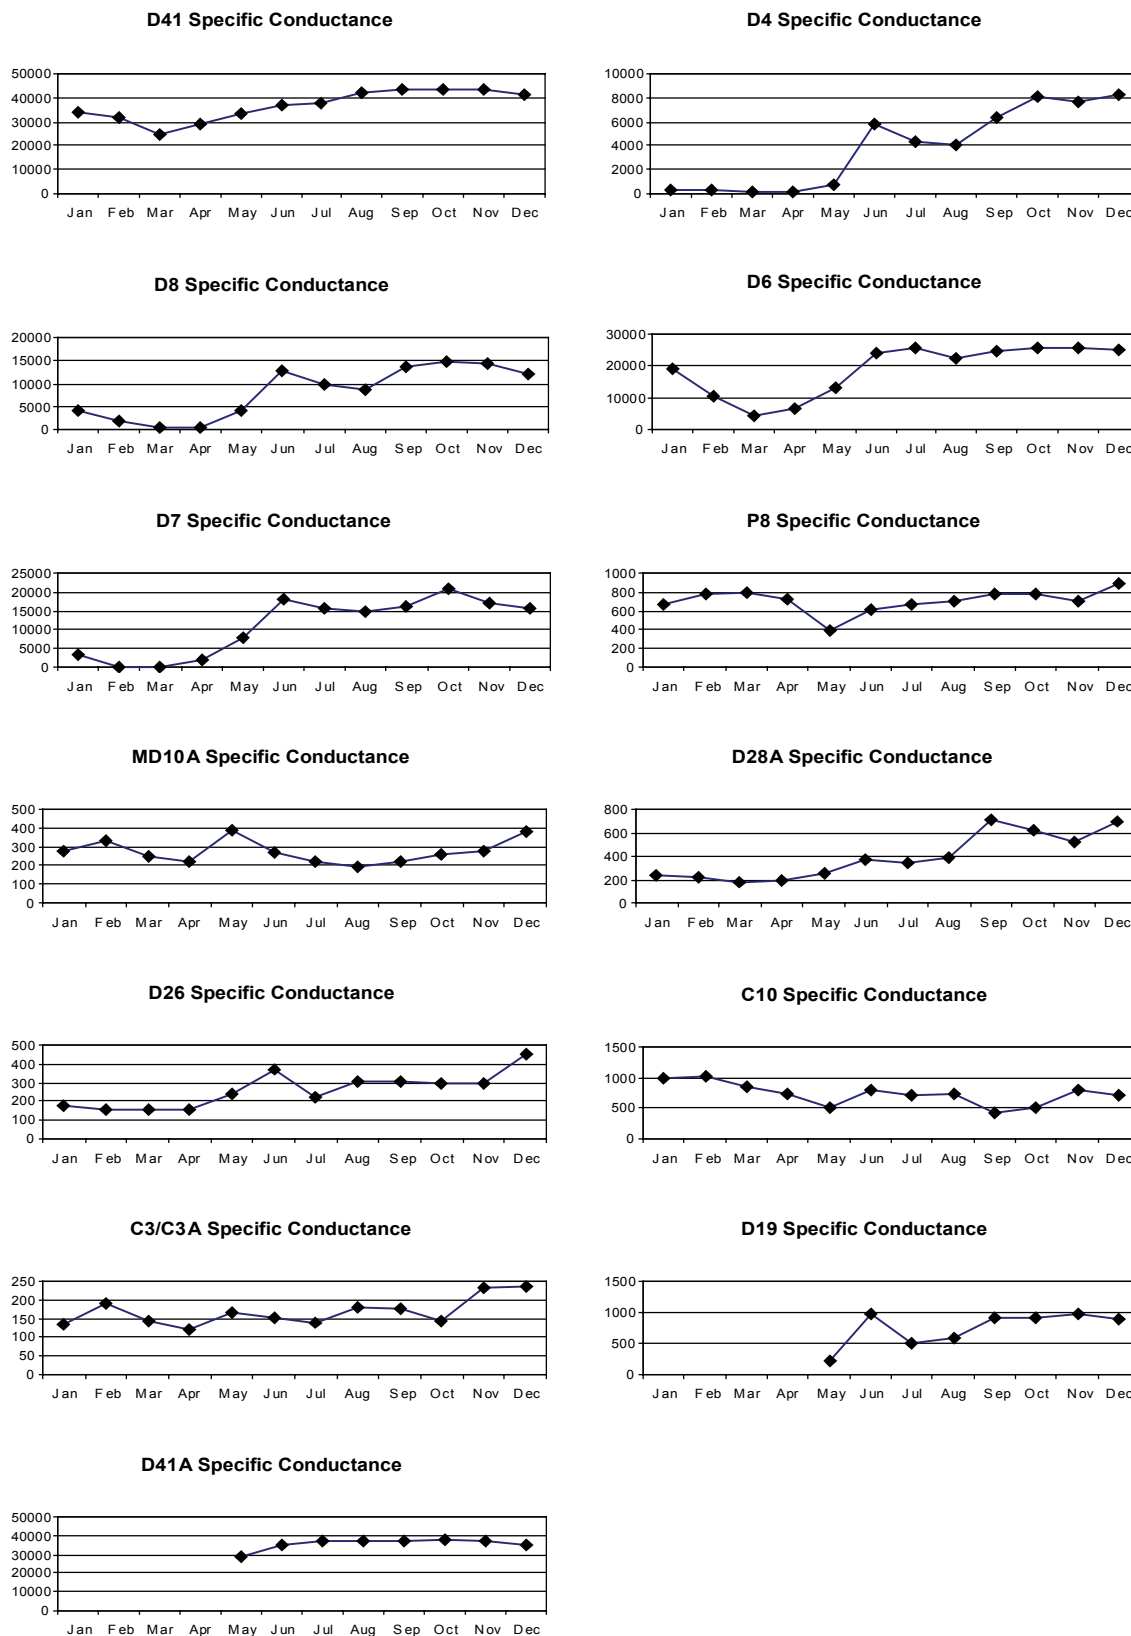 D41 Specific Conductance
50000
40000
30000
20000
10000
0
Jan Feb Mar Apr May Jun Jul Aug Sep Oct Nov Dec
D4 Specific Conductance
10000
8000
6000
4000
2000
0
Jan Feb Mar Apr May Jun Jul Aug Sep Oct Nov Dec
D8 Specific Conductance
20000
15000
10000
5000
0
Jan Feb Mar Apr May Jun Jul Aug Sep Oct Nov Dec
D6 Specific Conductance
30000
20000
10000
0
Jan Feb Mar Apr May Jun Jul Aug Sep Oct Nov Dec
D7 Specific Conductance
25000
20000
15000
10000
5000
0
Jan Feb Mar Apr May Jun Jul Aug Sep Oct Nov Dec
P8 Specific Conductance
1000
800
600
400
200
0
Jan Feb Mar Apr May Jun Jul Aug Sep Oct Nov Dec
MD10A Specific Conductance
500
400
300
200
100
0
Jan Feb Mar Apr May Jun Jul Aug Sep Oct Nov Dec
D28A Specific Conductance
800
600
400
200
0
Jan Feb Mar Apr May Jun Jul Aug Sep Oct Nov Dec
D26 Specific Conductance
500
400
300
200
100
0
Jan Feb Mar Apr May Jun Jul Aug Sep Oct Nov Dec
C10 Specific Conductance
1500
1000
500
0
Jan Feb Mar Apr May Jun Jul Aug Sep Oct Nov Dec
C3/C3A Specific Conductance
250
200
150
100
50
0
Jan Feb Mar Apr May Jun Jul Aug Sep Oct Nov Dec
D19 Specific Conductance
1500
1000
500
0
Jan Feb Mar Apr May Jun Jul Aug Sep Oct Nov Dec
D41A Specific Conductance
50000
40000
30000
20000
10000
0
Jan Feb Mar Apr May Jun Jul Aug Sep Oct Nov Dec